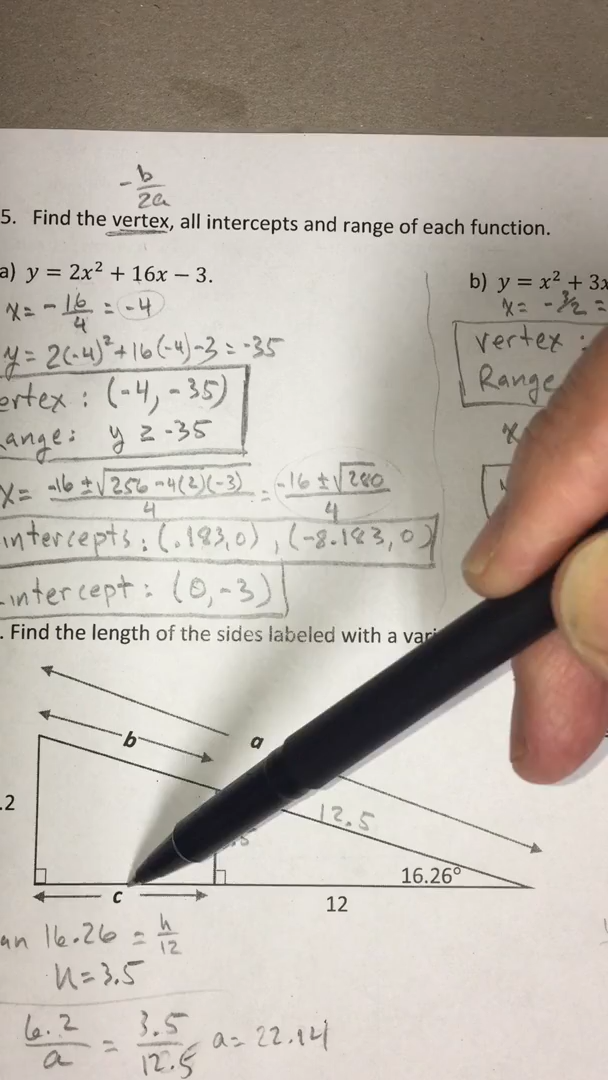 -b/2a
5. Find the vertex, all intercepts and range of each function.
a) y = 2x² + 16x − 3.
b) y = x² + 3x
x = -16/4 = -4
x = -3/2 =
y = 2(-4)² + 16(-4) - 3 = -35
vertex :
ertex : (-4, -35)
Range
ange: y ≥ -35
x
x = -16 ± √256 - 4(2)(-3) / 4 = -16 ± √280 / 4
intercepts : (.183, 0), (-8.183, 0)
intercept : (0, -3)
. Find the length of the sides labeled with a vari
b
a
.2
12.5
.5
16.26°
c
12
an 16.26 = h/12
h = 3.5
6.2/a = 3.5/12.5 a = 22.14